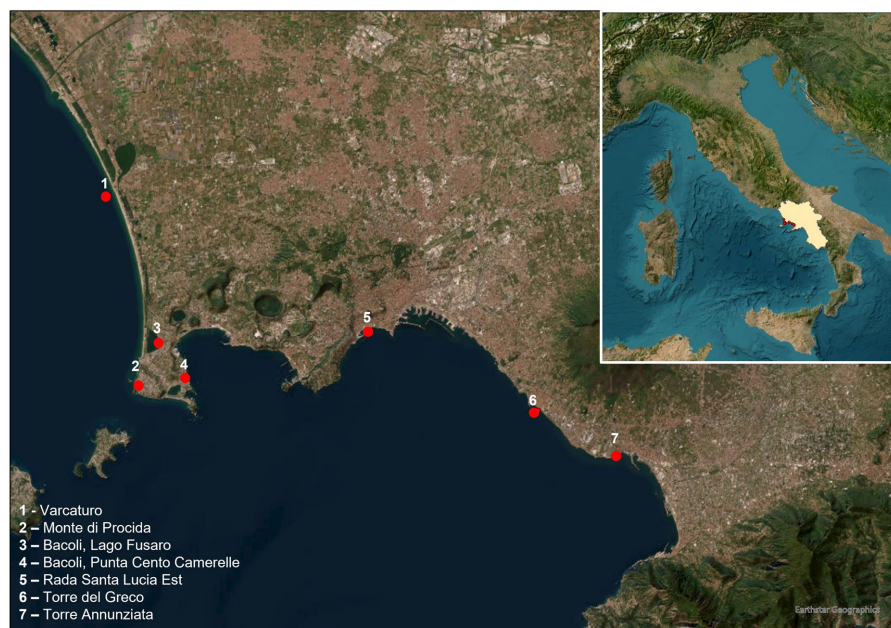 1
3
2
4
5
6
7
1 - Varcaturo
2 – Monte di Procida
3 – Bacoli, Lago Fusaro
4 – Bacoli, Punta Cento Camerelle
5 – Rada Santa Lucia Est
6 – Torre del Greco
7 – Torre Annunziata
Earthstar Geographics